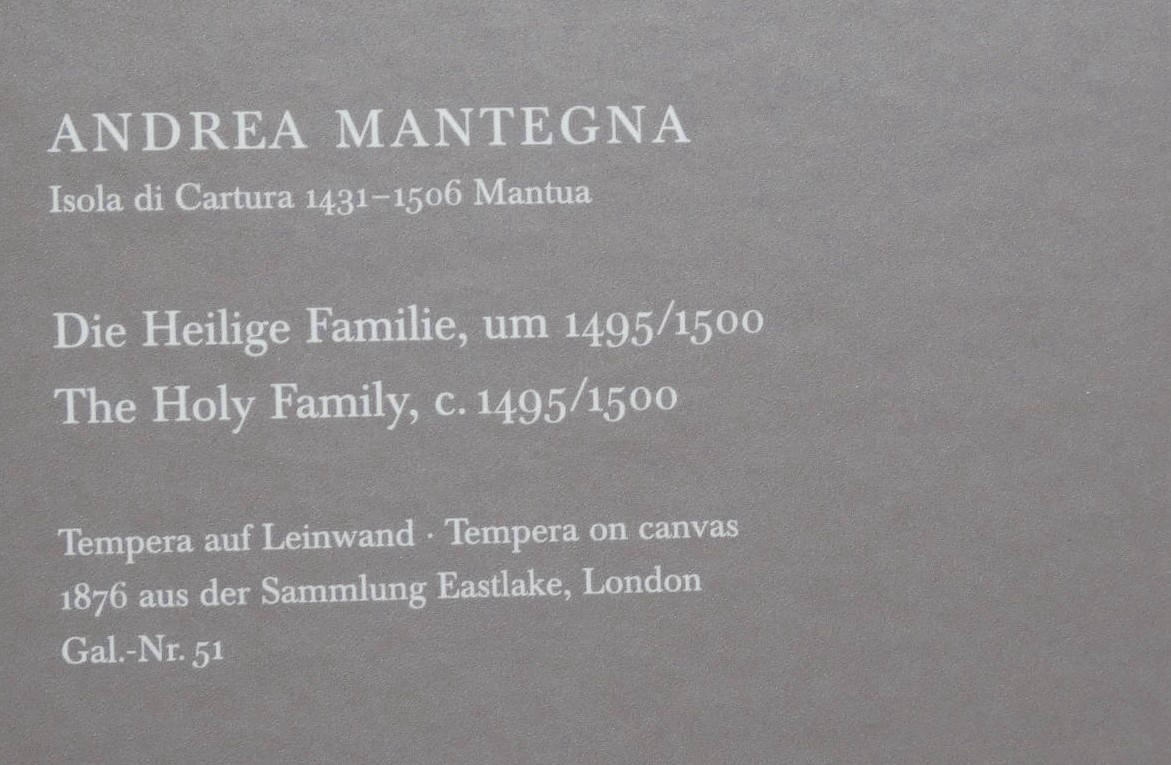 ANDREA MANTEGNA
Isola di Cartura 1431–1506 Mantua
Die Heilige Familie, um 1495/1500
The Holy Family, c. 1495/1500
Tempera auf Leinwand · Tempera on canvas
1876 aus der Sammlung Eastlake, London
Gal.-Nr. 51